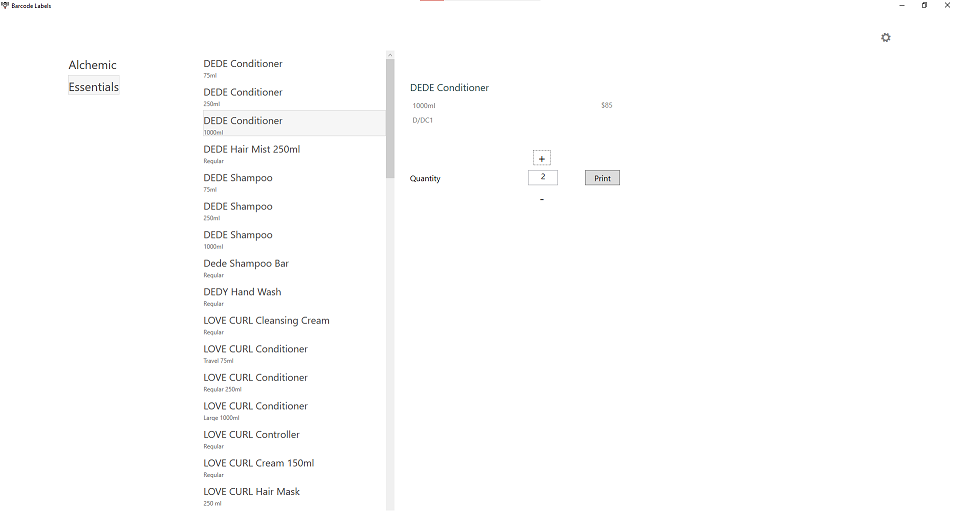 Barcode Labels
Alchemic
Essentials
DEDE Conditioner
75ml
DEDE Conditioner
250ml
DEDE Conditioner
1000ml
DEDE Hair Mist 250ml
Regular
DEDE Shampoo
75ml
DEDE Shampoo
250ml
DEDE Shampoo
1000ml
Dede Shampoo Bar
Regular
DEDY Hand Wash
Regular
LOVE CURL Cleansing Cream
Regular
LOVE CURL Conditioner
Travel 75ml
LOVE CURL Conditioner
Regular 250ml
LOVE CURL Conditioner
Large 1000ml
LOVE CURL Controller
Regular
LOVE CURL Cream 150ml
Regular
LOVE CURL Hair Mask
250 ml
DEDE Conditioner
1000ml $85
D/DC1
+
Quantity 2 Print
-